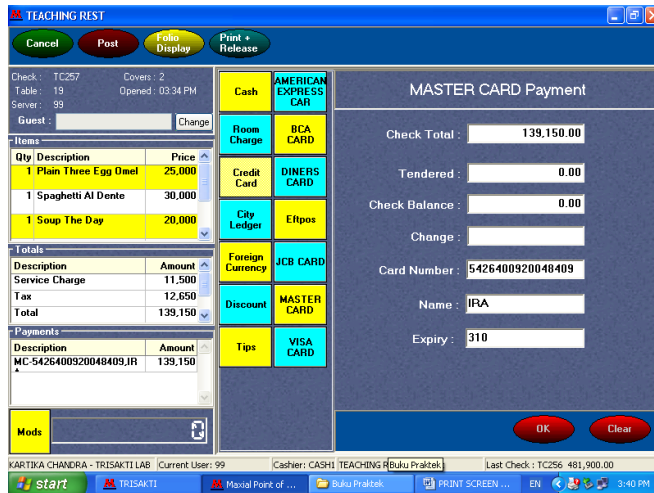 TEACHING REST
Cancel Post Folio Display Print + Release
Check : TC257 Covers : 2
Table : 19 Opened : 03:34 PM
Server : 99
Guest : Change
Items
Qty Description Price
1 Plain Three Egg Omel 25,000
1 Spaghetti Al Dente 30,000
1 Soup The Day 20,000
Totals
Description Amount
Service Charge 11,500
Tax 12,650
Total 139,150
Payments
Description Amount
MC-5426400920048409,IR 139,150
Mods 0
Cash AMERICAN EXPRESS CAR
Room Charge BCA CARD
Credit Card DINERS CARD
City Ledger Eftpos
Foreign Currency JCB CARD
Discount MASTER CARD
Tips VISA CARD
MASTER CARD Payment
Check Total : 139,150.00
Tendered : 0.00
Check Balance : 0.00
Change :
Card Number : 5426400920048409
Name : IRA
Expiry : 310
OK Clear
KARTIKA CHANDRA - TRISAKTI LAB Current User: 99 Cashier: CASH1 TEACHING R Buku Praktek Last Check : TC256 481,900.00
start TRISAKTI Maxial Point of ... Buku Praktek PRINT SCREEN ... EN 3:40 PM